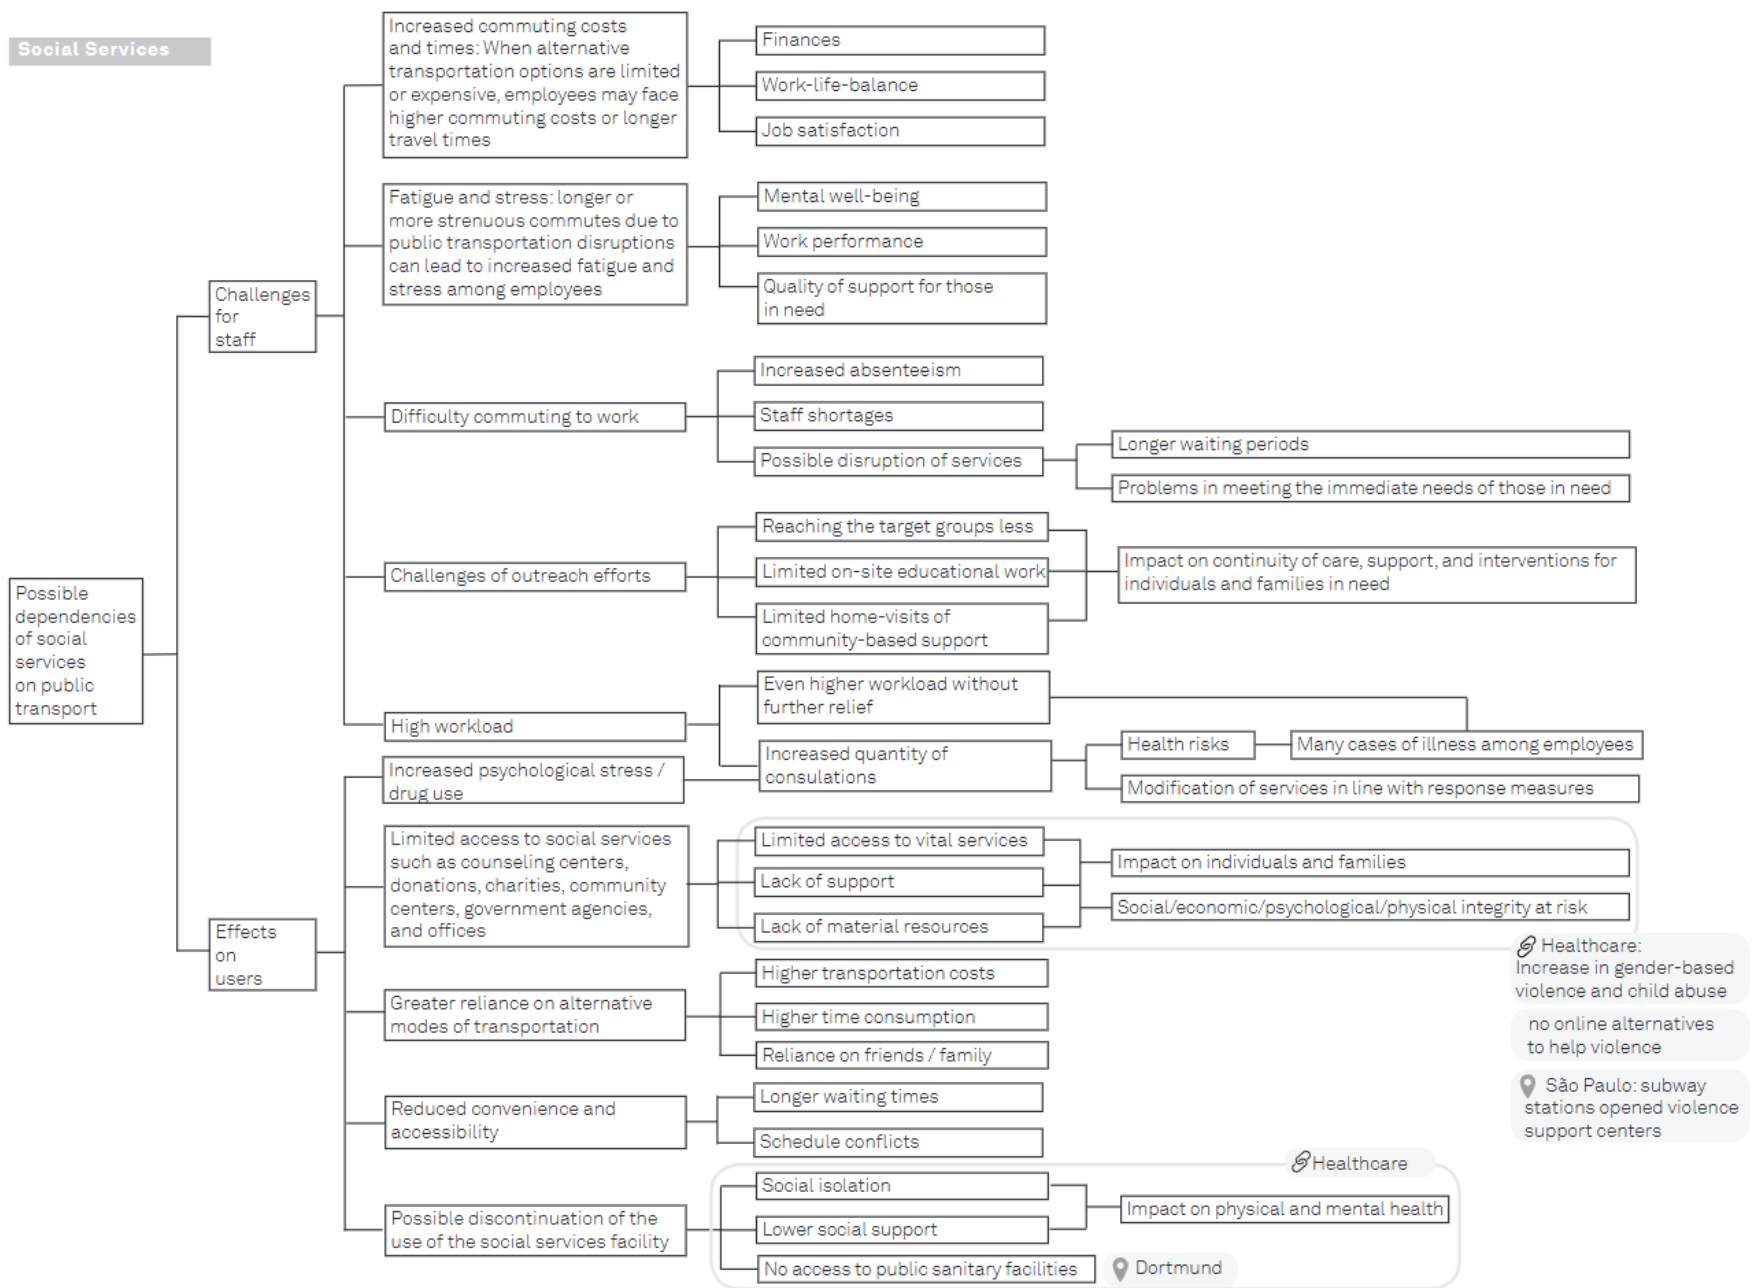 Social Services
Possible
dependencies
of social
services
on public
transport
Challenges
for
staff
Increased commuting costs
and times: When alternative
transportation options are limited
or expensive, employees may face
higher commuting costs or longer
travel times
Finances
Work-life-balance
Job satisfaction
Fatigue and stress: longer or
more strenuous commutes due to
public transportation disruptions
can lead to increased fatigue and
stress among employees
Mental well-being
Work performance
Quality of support for those
in need
Difficulty commuting to work
Increased absenteeism
Staff shortages
Possible disruption of services
Longer waiting periods
Problems in meeting the immediate needs of those in need
Challenges of outreach efforts
Reaching the target groups less
Limited on-site educational work
Limited home-visits of
community-based support
Impact on continuity of care, support, and interventions for
individuals and families in need
High workload
Even higher workload without
further relief
Increased quantity of
consulations
Health risks
Many cases of illness among employees
Modification of services in line with response measures
Effects
on
users
Increased psychological stress /
drug use
Limited access to social services
such as counseling centers,
donations, charities, community
centers, government agencies,
and offices
Limited access to vital services
Lack of support
Lack of material resources
Impact on individuals and families
Social/economic/psychological/physical integrity at risk
Healthcare:
Increase in gender-based
violence and child abuse
no online alternatives
to help violence
São Paulo: subway
stations opened violence
support centers
Greater reliance on alternative
modes of transportation
Higher transportation costs
Higher time consumption
Reliance on friends / family
Reduced convenience and
accessibility
Longer waiting times
Schedule conflicts
Possible discontinuation of the
use of the social services facility
Healthcare
Social isolation
Lower social support
Impact on physical and mental health
No access to public sanitary facilities
Dortmund